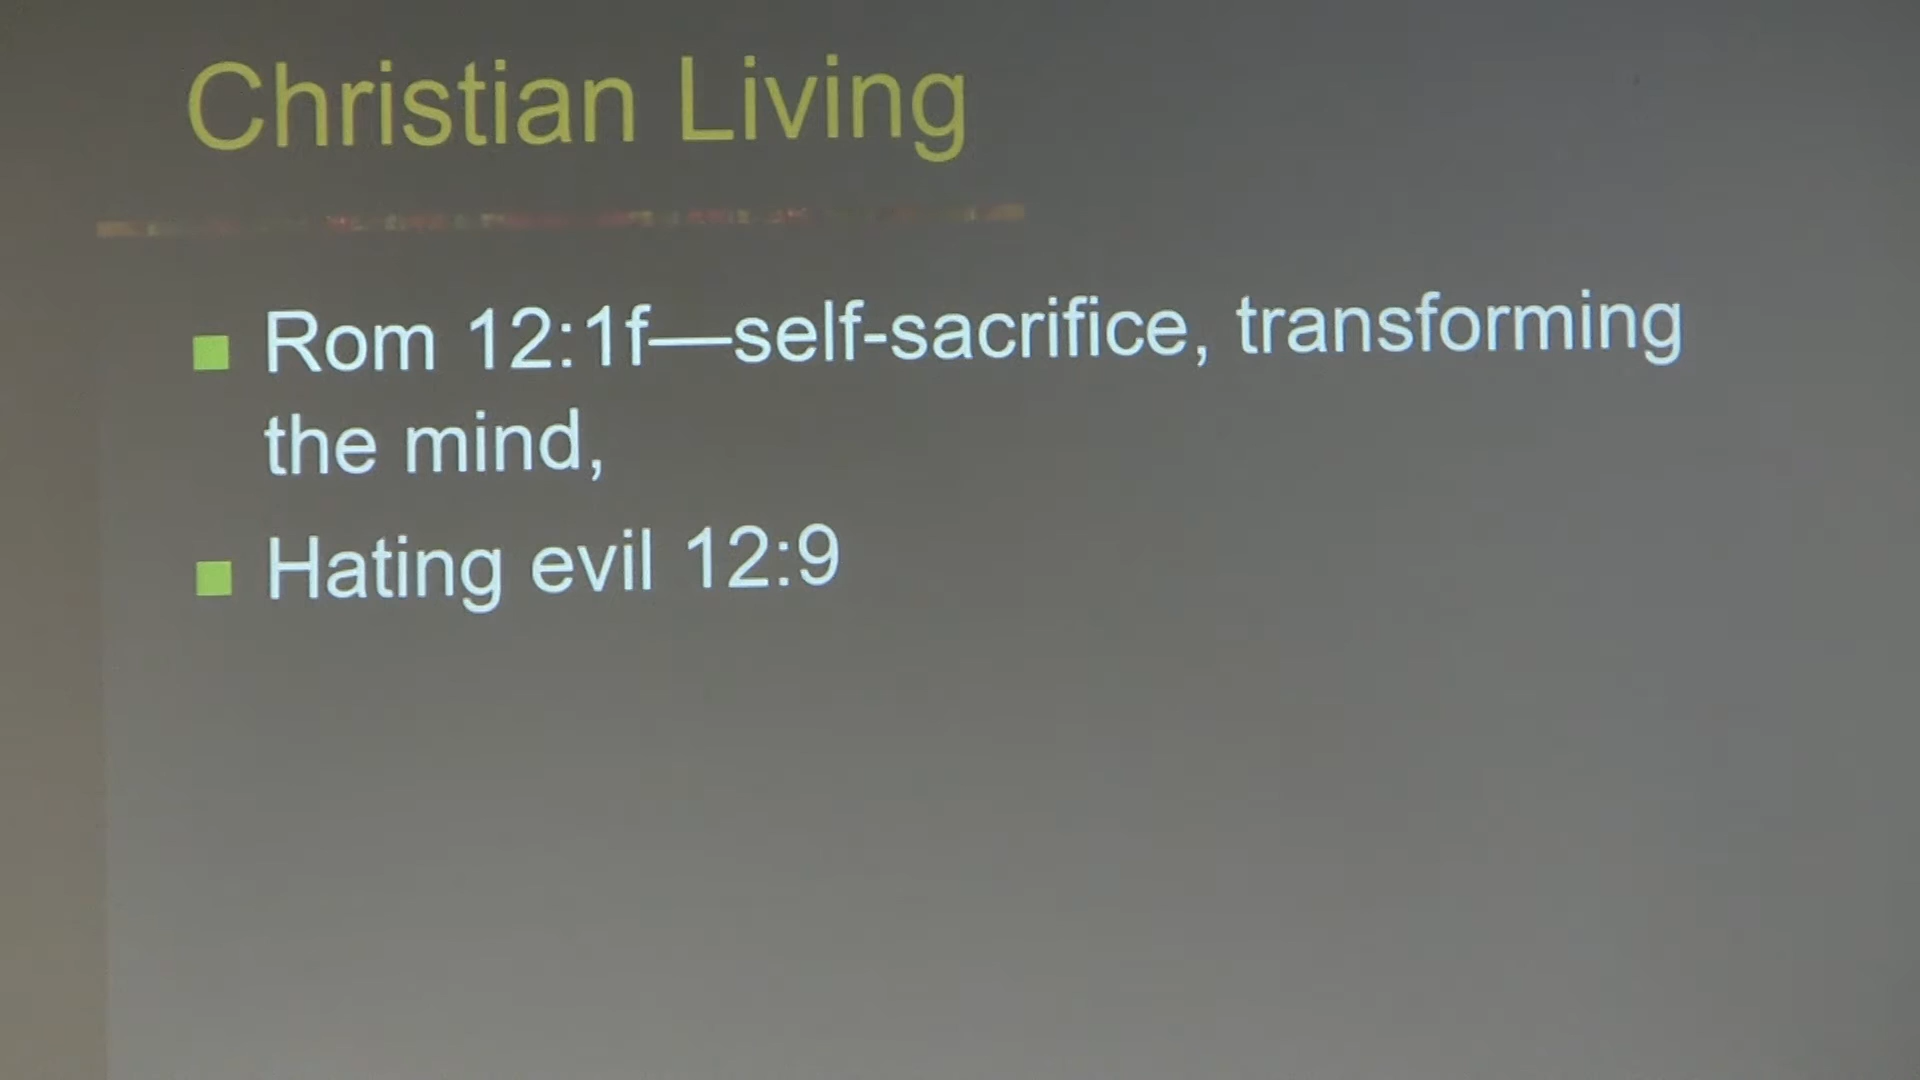 Christian Living
Rom 12:1f—self-sacrifice, transforming
the mind,
Hating evil 12:9